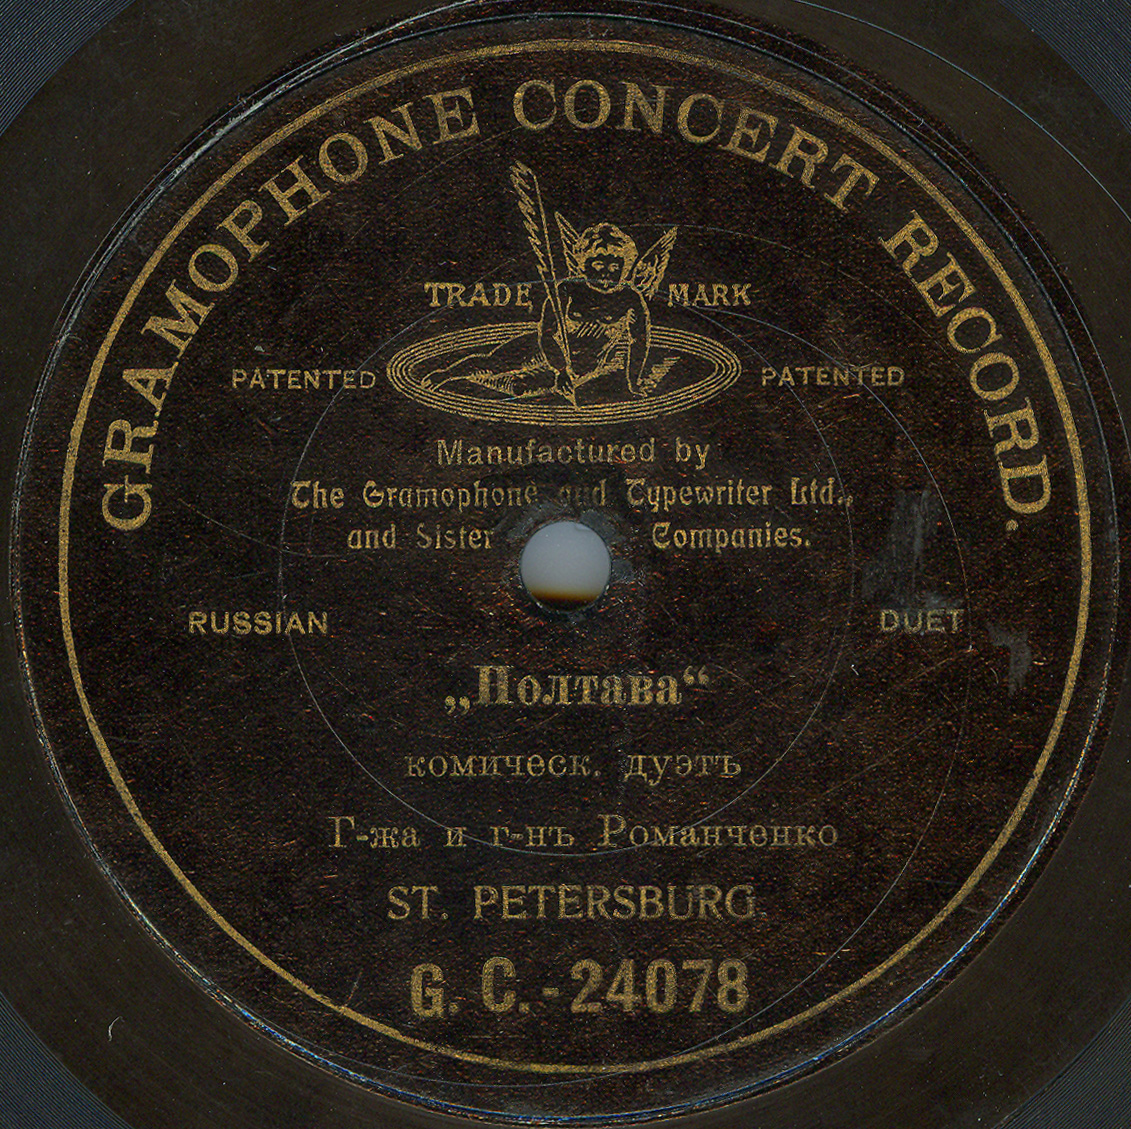 GRAMOPHONE CONCERT RECORD.
TRADE MARK
PATENTED PATENTED
Manufactured by
The Gramophone and Typewriter Ltd.,
and Sister Companies.
RUSSIAN DUET
„Полтава“
комическ. дуэтъ
Г-жа и г-нъ Романченко
ST. PETERSBURG.
G. C. - 24078